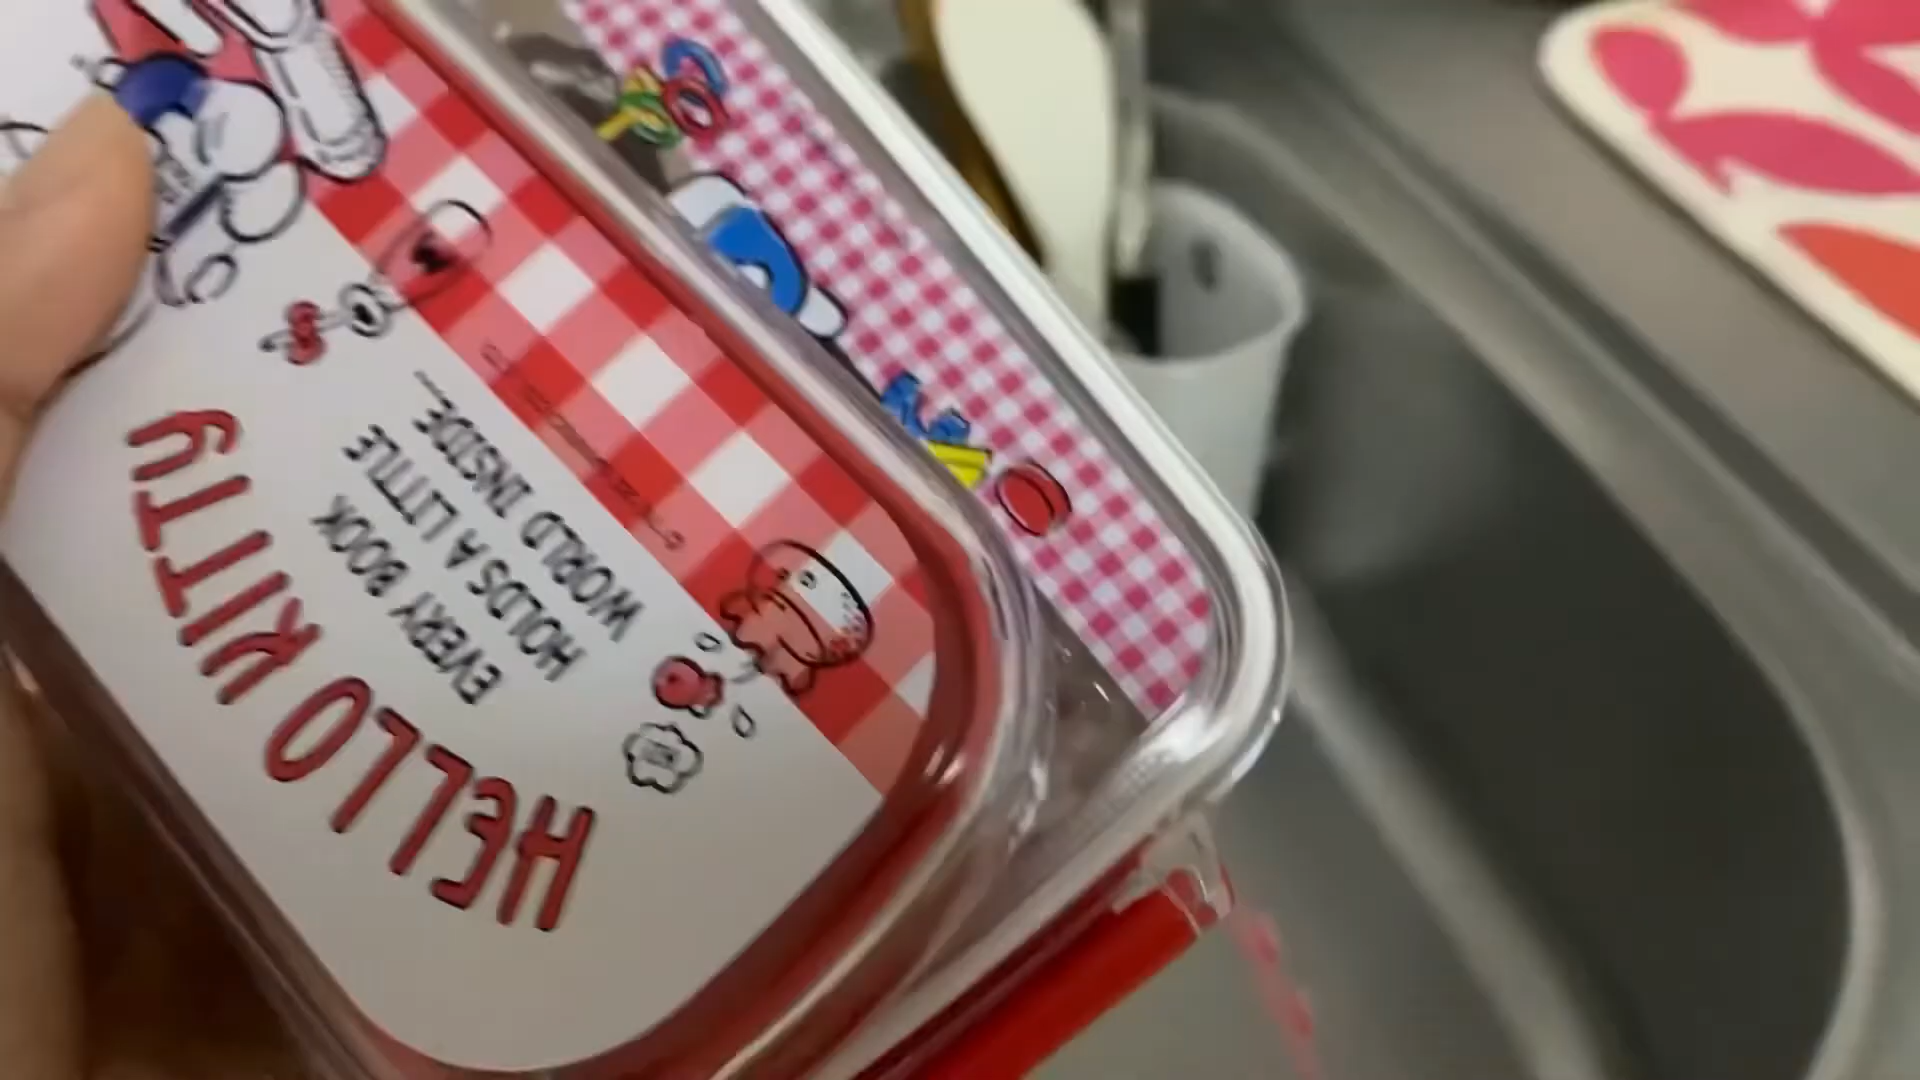 HELLO KITTY
EVERY BOOK
HOLDS A LITTLE
WORLD INSIDE...